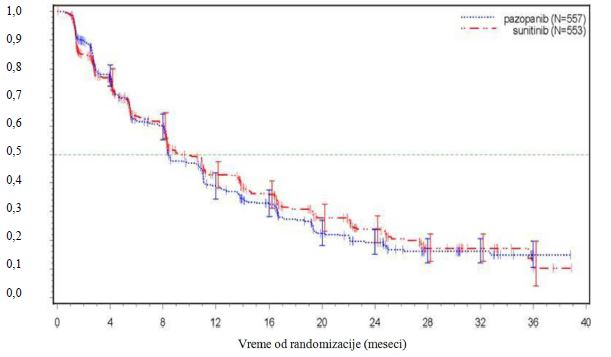 1,0
pazopanib (N=557)
0,9
sunitinib (N=553)
0,8
0,7
0,6
0,5
0,4
0,3
0,2
0,1
0,0
0 4 8 12 16 20 24 28 32 36 40
Vreme od randomizacije (meseci)